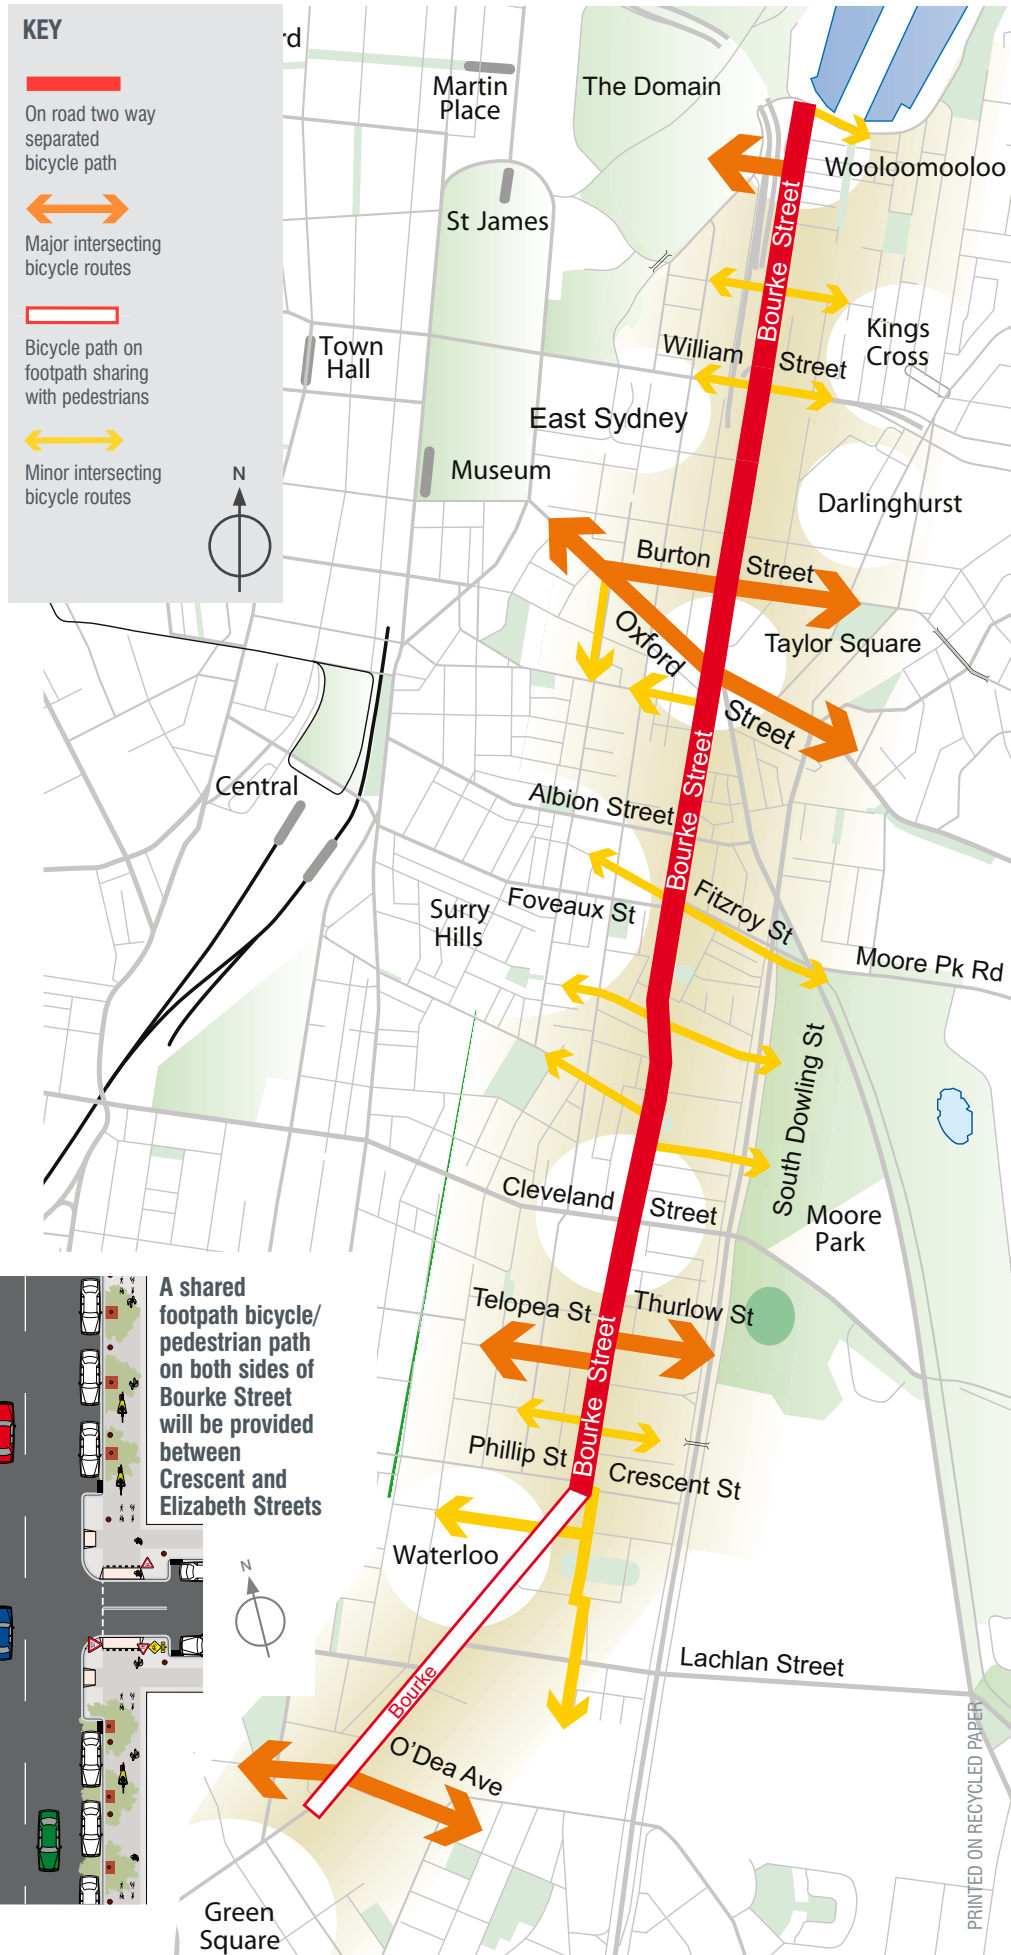 KEY
On road two way
separated
bicycle path
Major intersecting
bicycle routes
Bicycle path on
footpath sharing
with pedestrians
Minor intersecting
bicycle routes
N
rd
Martin
Place
The Domain
Wooloomooloo
St James
Bourke Street
Town
Hall
William Street
Kings
Cross
East Sydney
Museum
Darlinghurst
Burton Street
Oxford Street
Taylor Square
Central
Albion Street
Bourke Street
Surry
Hills
Foveaux St
Fitzroy St
Moore Pk Rd
South Dowling St
Cleveland Street
Moore
Park
Telopea St
Thurlow St
Bourke Street
Phillip St
Crescent St
A shared
footpath bicycle/
pedestrian path
on both sides of
Bourke Street
will be provided
between
Crescent and
Elizabeth Streets
N
Waterloo
Lachlan Street
Bourke
O'Dea Ave
Green
Square
PRINTED ON RECYCLED PAPER